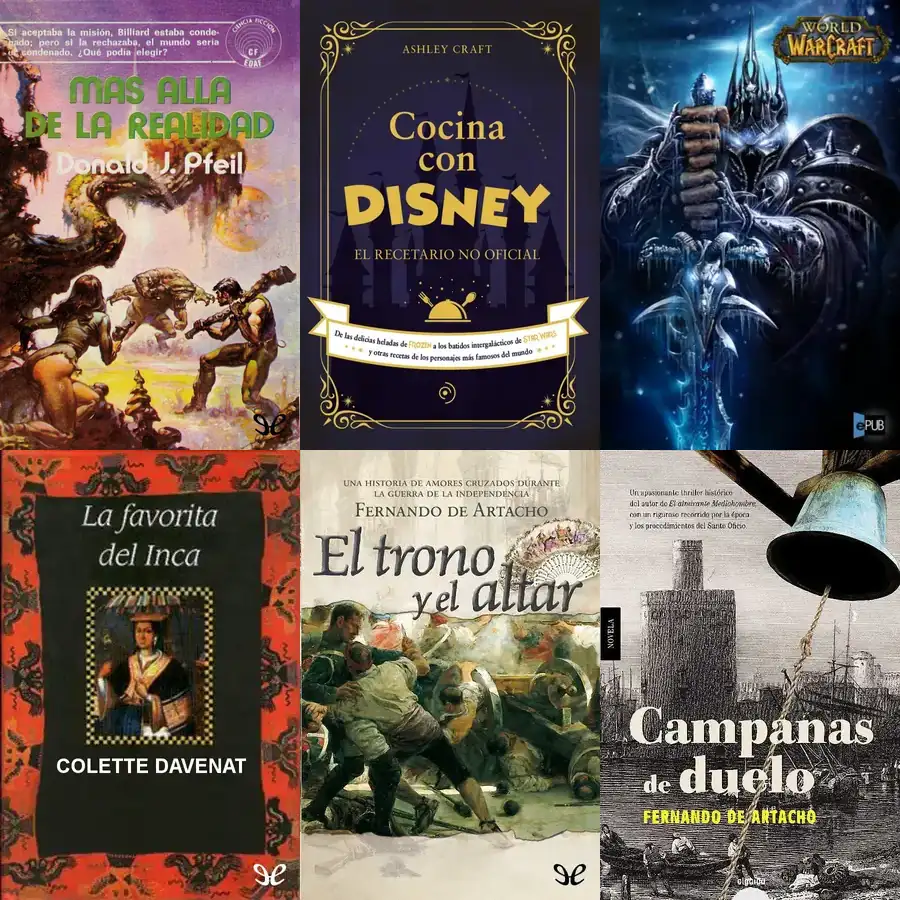 Si aceptaba la misión, Billiard estaba conde-
nado; pero si la rechazaba, el mundo sería
el condenado. ¿Qué podía elegir?
CIENCIA FICCION
CF
EDAF
MAS ALLA
DE LA REALIDAD
Donald J. Pfeil
ASHLEY CRAFT
Cocina
con
DISNEY
EL RECETARIO NO OFICIAL
De las delicias heladas de FROZEN a los batidos intergalácticos de STAR WARS
y otras recetas de los personajes más famosos del mundo
WORLD
OF
WARCRAFT
ePUB
La favorita
del Inca
COLETTE DAVENAT
UNA HISTORIA DE AMORES CRUZADOS DURANTE
LA GUERRA DE LA INDEPENDENCIA
FERNANDO DE ARTACHO
El trono
y el altar
Un apasionante thriller histórico
del autor de El almirante Mediohombre,
con un riguroso recorrido por la época
y los procedimientos del Santo Oficio.
NOVELA
Campanas
de duelo
FERNANDO DE ARTACHO
algaida